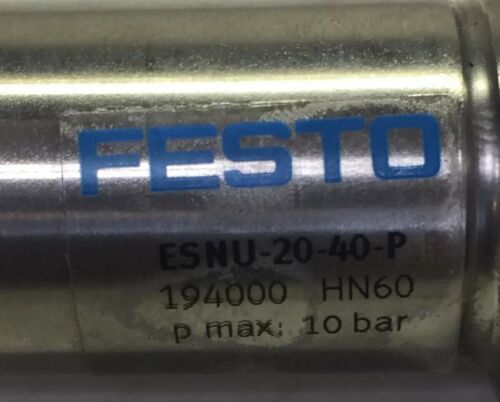 FESTO
ESNU-20-40-P
194000 HN60
p max: 10 bar